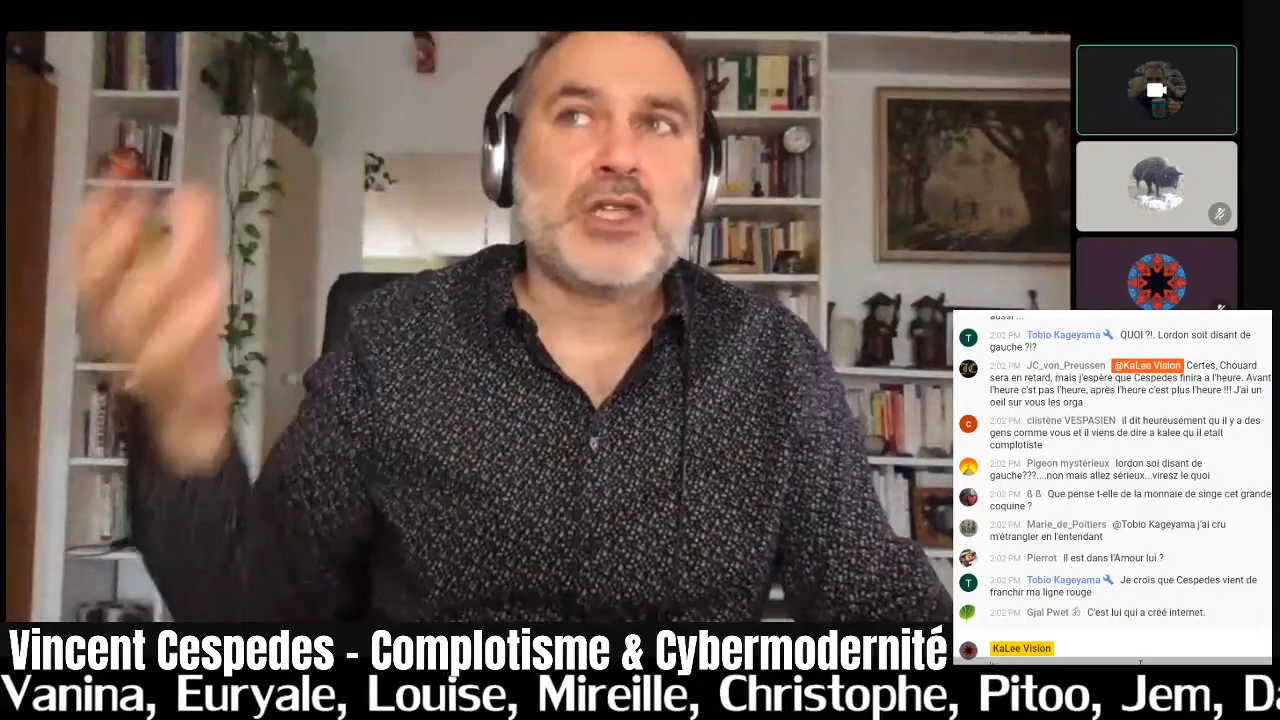 aussi ...
2:02 PM Tobio Kageyama QUOI ?!. Lordon soit disant de
gauche ?!?
2:02 PM JC_von_Preussen @KaLee Vision Certes, Chouard
sera en retard, mais j'espère que Cespedes finira a l'heure. Avant
l'heure c'st pas l'heure, après l'heure c'est plus l'heure !!! J'ai un
oeil sur vous les orga
2:02 PM clistène VESPASIEN il dit heureusement qu il y a des
gens comme vous et il viens de dire a kalee qu il etait
complotiste
2:02 PM Pigeon mystérieux lordon soi disant de
gauche???....non mais allez sérieux...viresz le quoi
2:02 PM ß ß Que pense t-elle de la monnaie de singe cet grande
coquine ?
2:02 PM Marie_de_Poitiers @Tobio Kageyama j'ai cru
m'étrangler en l'entendant
2:02 PM Pierrot Il est dans l'Amour lui ?
2:02 PM Tobio Kageyama Je crois que Cespedes vient de
franchir ma ligne rouge
2:02 PM Gjal Pwet ॐ C'est lui qui a créé internet.
KaLee Vision
Vincent Cespedes - Complotisme & Cybermodernité
Vanina, Euryale, Louise, Mireille, Christophe, Pitoo, Jem, Da
T
T
C